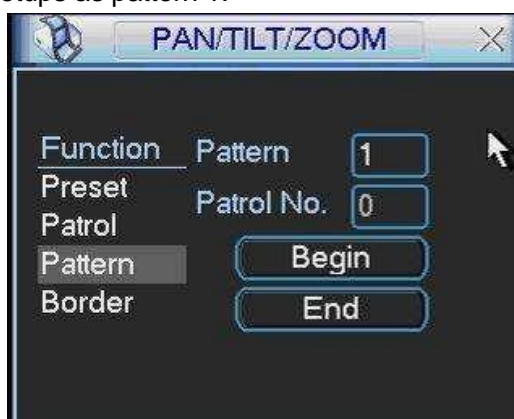 PAN/TILT/ZOOM
Function
Preset
Patrol
Pattern
Border
Pattern 1
Patrol No. 0
Begin
End